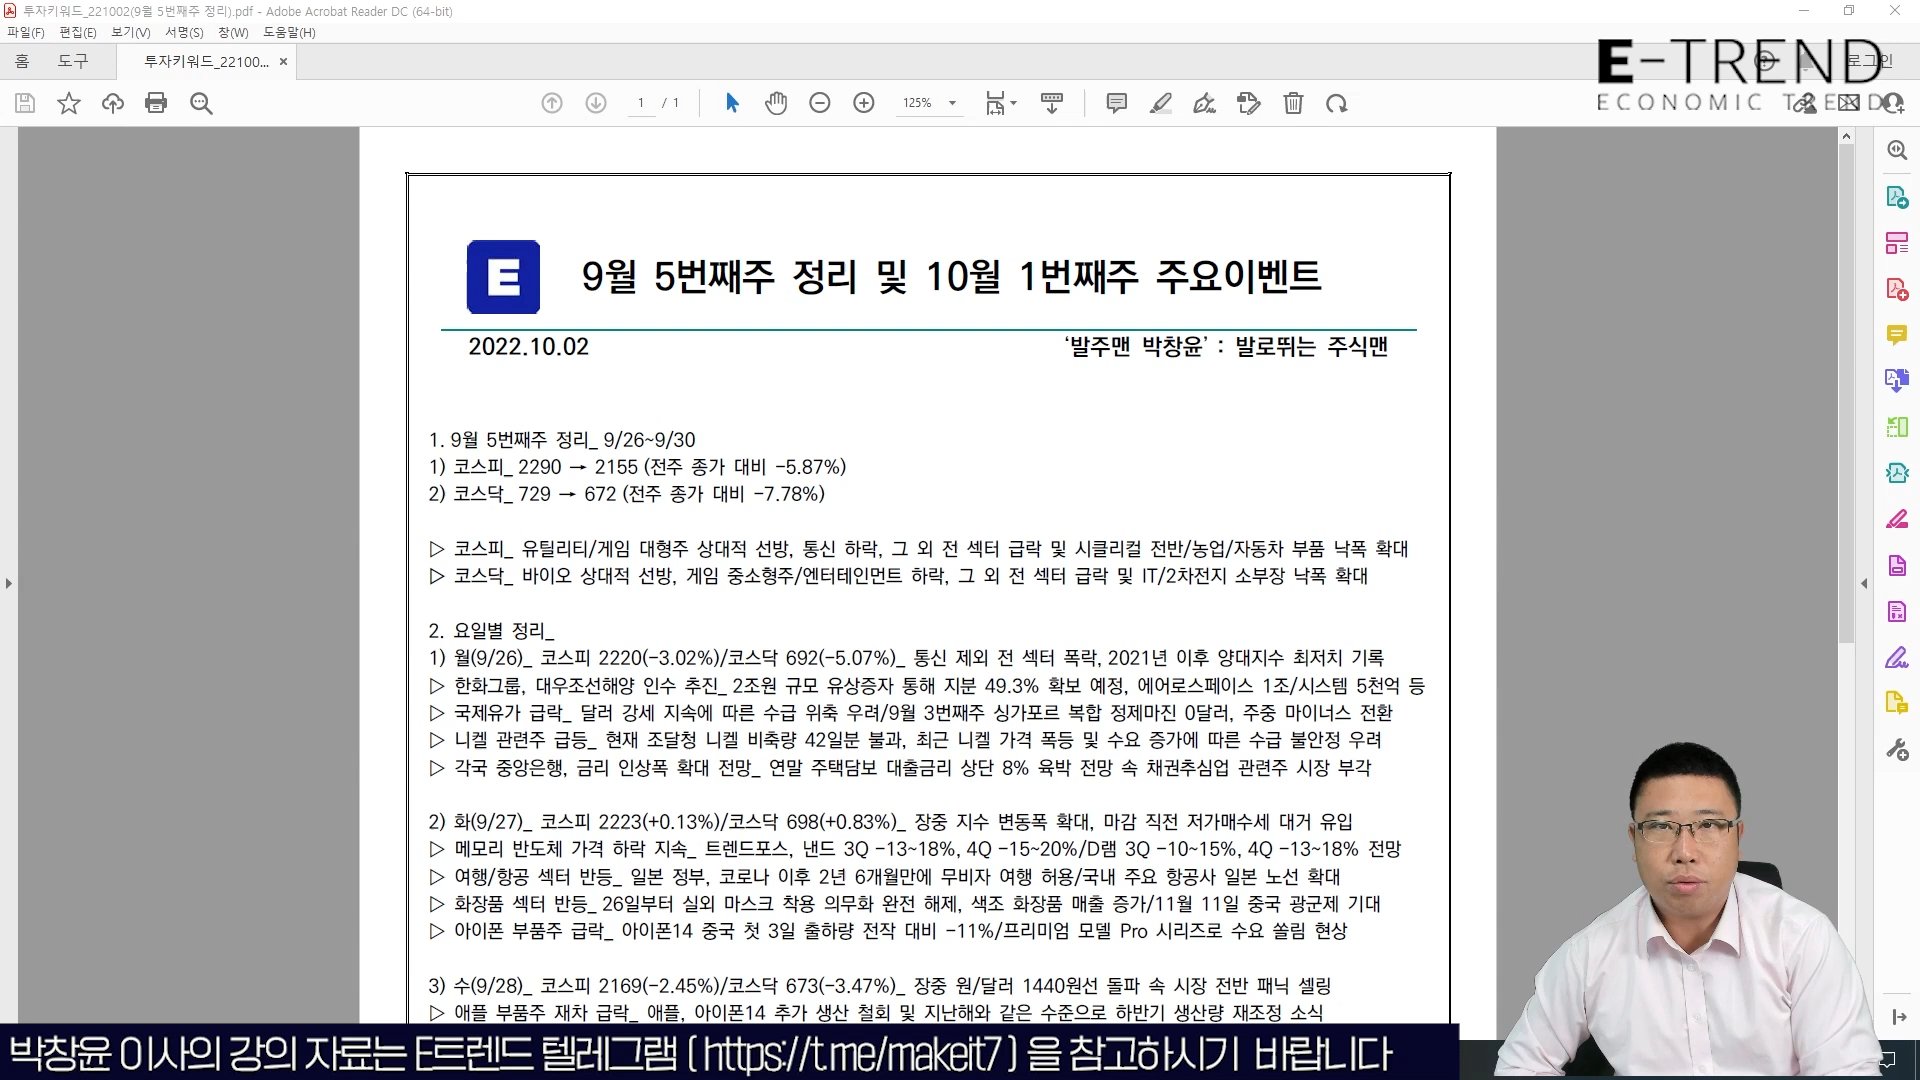 투자키워드_221002(9월 5번째주 정리).pdf - Adobe Acrobat Reader DC (64-bit)
파일(F) 편집(E) 보기(V) 서명(S) 창(W) 도움말(H)
홈 도구 투자키워드_22100... ×
로그인
E-TREND
ECONOMIC TREND
1 / 1 125%
E 9월 5번째주 정리 및 10월 1번째주 주요이벤트
2022.10.02 '발주맨 박창윤' : 발로뛰는 주식맨
1. 9월 5번째주 정리_ 9/26~9/30
1) 코스피_ 2290 → 2155 (전주 종가 대비 -5.87%)
2) 코스닥_ 729 → 672 (전주 종가 대비 -7.78%)
▷ 코스피_ 유틸리티/게임 대형주 상대적 선방, 통신 하락, 그 외 전 섹터 급락 및 시클리컬 전반/농업/자동차 부품 낙폭 확대
▷ 코스닥_ 바이오 상대적 선방, 게임 중소형주/엔터테인먼트 하락, 그 외 전 섹터 급락 및 IT/2차전지 소부장 낙폭 확대
2. 요일별 정리_
1) 월(9/26)_ 코스피 2220(-3.02%)/코스닥 692(-5.07%)_ 통신 제외 전 섹터 폭락, 2021년 이후 양대지수 최저치 기록
▷ 한화그룹, 대우조선해양 인수 추진_ 2조원 규모 유상증자 통해 지분 49.3% 확보 예정, 에어로스페이스 1조/시스템 5천억 등
▷ 국제유가 급락_ 달러 강세 지속에 따른 수급 위축 우려/9월 3번째주 싱가포르 복합 정제마진 0달러, 주중 마이너스 전환
▷ 니켈 관련주 급등_ 현재 조달청 니켈 비축량 42일분 불과, 최근 니켈 가격 폭등 및 수요 증가에 따른 수급 불안정 우려
▷ 각국 중앙은행, 금리 인상폭 확대 전망_ 연말 주택담보 대출금리 상단 8% 육박 전망 속 채권추심업 관련주 시장 부각
2) 화(9/27)_ 코스피 2223(+0.13%)/코스닥 698(+0.83%)_ 장중 지수 변동폭 확대, 마감 직전 저가매수세 대거 유입
▷ 메모리 반도체 가격 하락 지속_ 트렌드포스, 낸드 3Q -13~18%, 4Q -15~20%/D램 3Q -10~15%, 4Q -13~18% 전망
▷ 여행/항공 섹터 반등_ 일본 정부, 코로나 이후 2년 6개월만에 무비자 여행 허용/국내 주요 항공사 일본 노선 확대
▷ 화장품 섹터 반등_ 26일부터 실외 마스크 착용 의무화 완전 해제, 색조 화장품 매출 증가/11월 11일 중국 광군제 기대
▷ 아이폰 부품주 급락_ 아이폰14 중국 첫 3일 출하량 전작 대비 -11%/프리미엄 모델 Pro 시리즈로 수요 쏠림 현상
3) 수(9/28)_ 코스피 2169(-2.45%)/코스닥 673(-3.47%)_ 장중 원/달러 1440원선 돌파 속 시장 전반 패닉 셀링
▷ 애플 부품주 재차 급락_ 애플, 아이폰14 추가 생산 철회 및 지난해와 같은 수준으로 하반기 생산량 재조정 소식
박창윤 이사의 강의 자료는 E트렌드 텔레그램 ( https://t.me/makeit7 ) 을 참고하시기 바랍니다